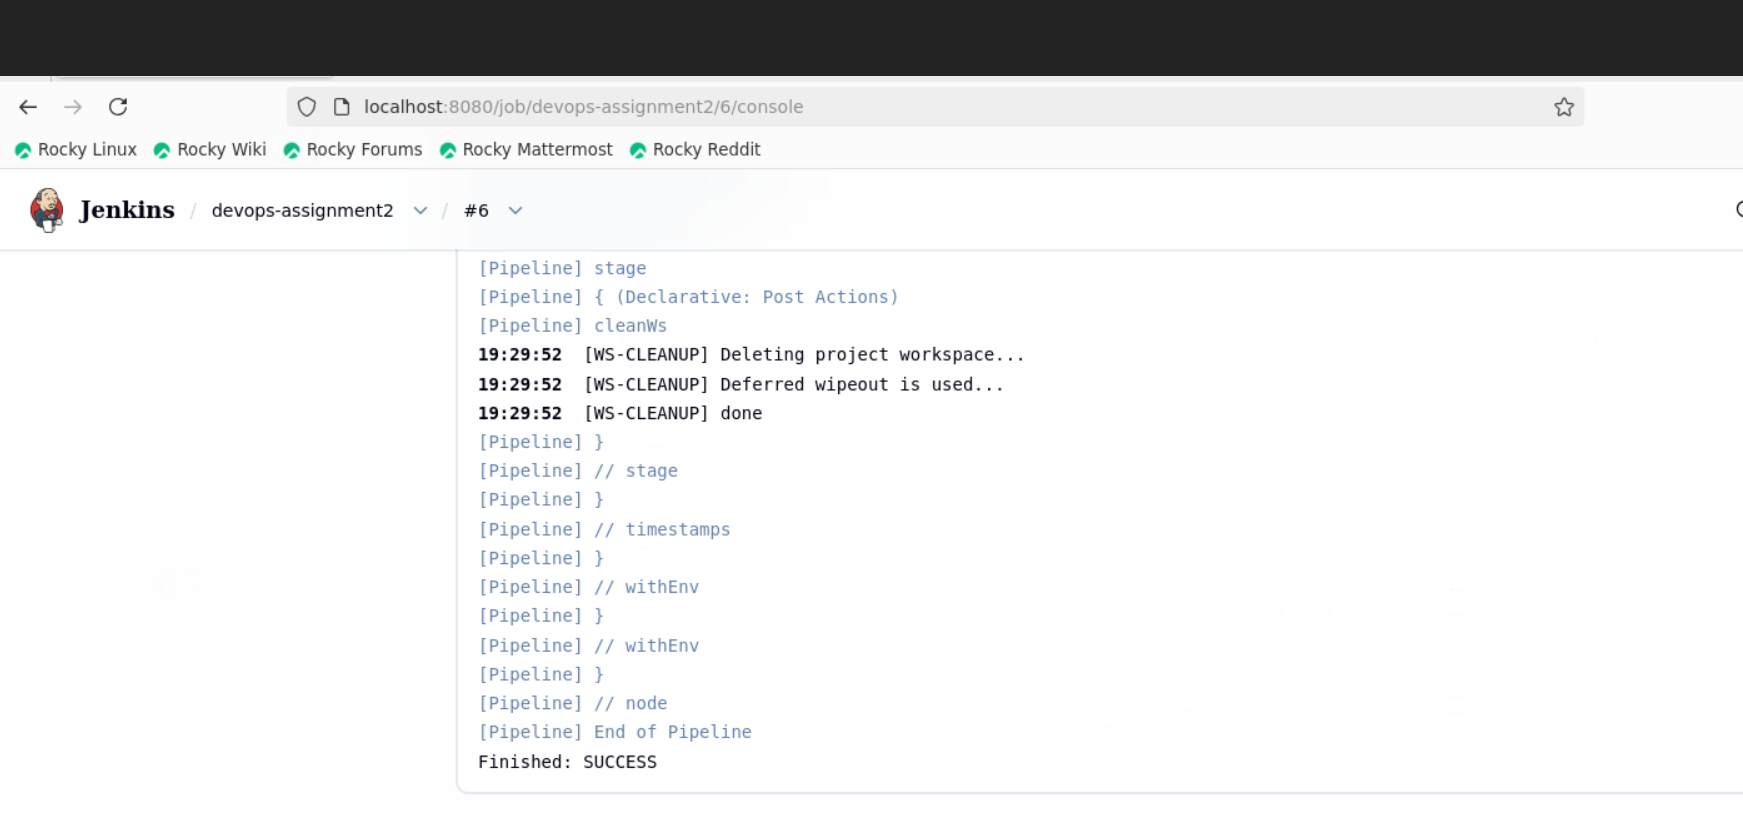 localhost:8080/job/devops-assignment2/6/console
Rocky Linux Rocky Wiki Rocky Forums Rocky Mattermost Rocky Reddit
Jenkins / devops-assignment2 / #6
[Pipeline] stage
[Pipeline] { (Declarative: Post Actions)
[Pipeline] cleanWs
19:29:52 [WS-CLEANUP] Deleting project workspace...
19:29:52 [WS-CLEANUP] Deferred wipeout is used...
19:29:52 [WS-CLEANUP] done
[Pipeline] }
[Pipeline] // stage
[Pipeline] }
[Pipeline] // timestamps
[Pipeline] }
[Pipeline] // withEnv
[Pipeline] }
[Pipeline] // withEnv
[Pipeline] }
[Pipeline] // node
[Pipeline] End of Pipeline
Finished: SUCCESS